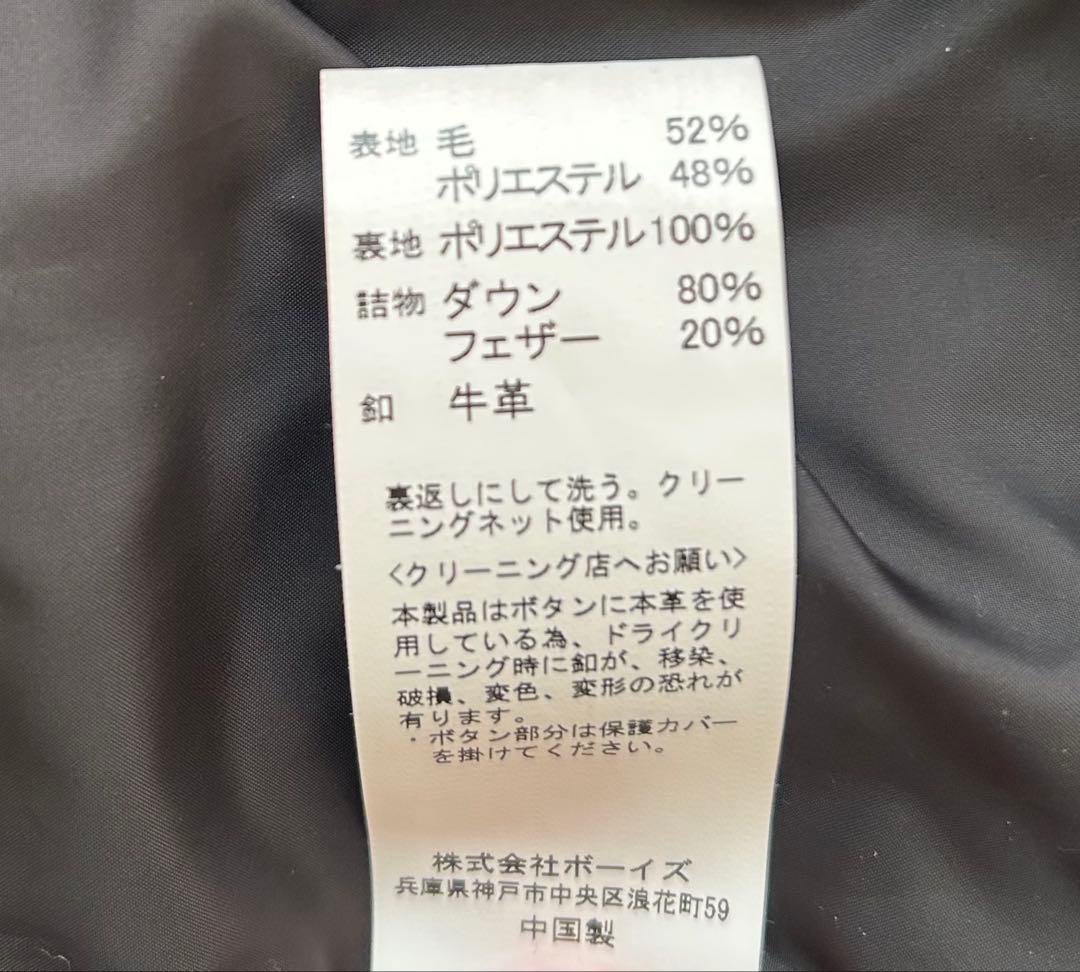 表地 毛 52%
ポリエステル 48%
裏地 ポリエステル100%
詰物 ダウン 80%
フェザー 20%
釦 牛革
裏返しにして洗う。クリー
ニングネット使用。
<クリーニング店へお願い>
本製品はボタンに本革を使
用している為、ドライクリ
ーニング時に釦が、移染、
破損、変色、変形の恐れが
有ります。
・ボタン部分は保護カバー
を掛けてください。
株式会社ボーイズ
兵庫県神戸市中央区浪花町59
中国製